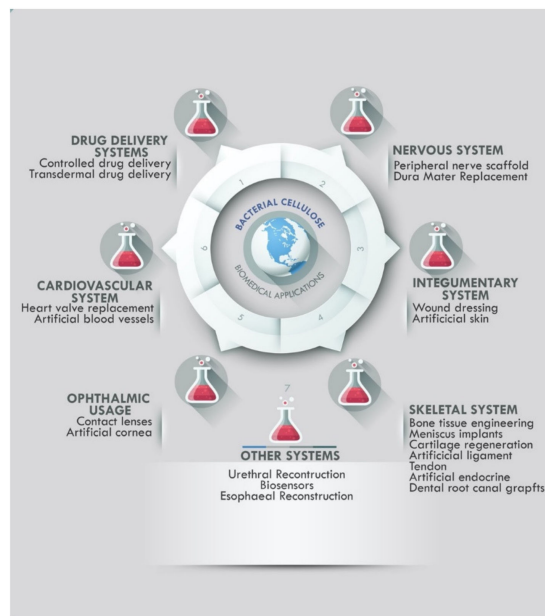 DRUG DELIVERY
SYSTEMS
Controlled drug delivery
Transdermal drug delivery
NERVOUS SYSTEM
Peripheral nerve scaffold
Dura Mater Replacement
1
2
3
4
5
6
BACTERIAL CELLULOSE
BIOMEDICAL APPLICATIONS
CARDIOVASCULAR
SYSTEM
Heart valve replacement
Artificial blood vessels
INTEGUMENTARY
SYSTEM
Wound dressing
Artificicial skin
OPHTHALMIC
USAGE
Contact lenses
Artificial cornea
7
OTHER SYSTEMS
Urethral Recontruction
Biosensors
Esophaeal Reconstruction
SKELETAL SYSTEM
Bone tissue engineering
Meniscus implants
Cartilage regeneration
Artificicial ligament
Tendon
Artificial endocrine
Dental root canal grapfts